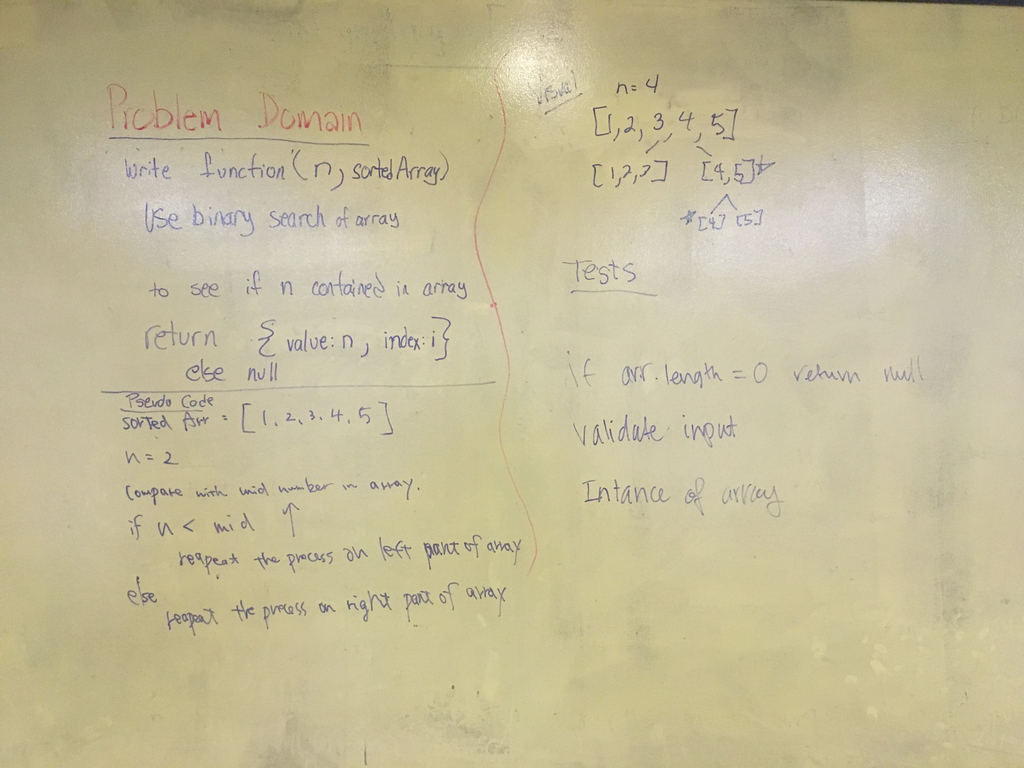 Problem Domain
write function(n, sortedArray)
Use binary search of array
to see if n contained in array
return { value: n, index: i}
else null
Pseudo Code
sorted Arr = [1, 2, 3, 4, 5]
n = 2
Compare with mid number in array.
if n < mid ↑
reapeat the process on left part of array
else
reapeat the process on right part of array
visual
n = 4
[1, 2, 3, 4, 5]
[1,2,3] [4,5]*
*[4] [5]
Tests
if arr.length = 0 return null
validate input
Intance of array